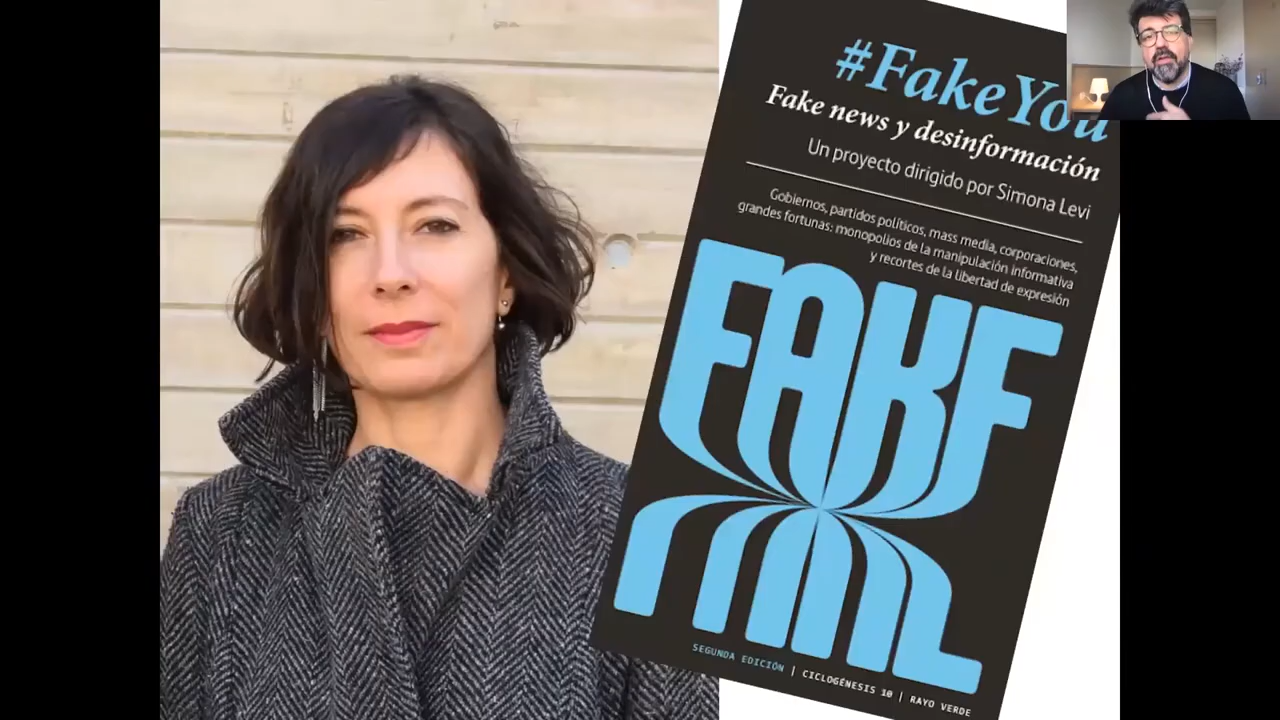 #FakeYou
Fake news y desinformación
Un proyecto dirigido por Simona Levi
Gobiernos, partidos políticos, mass media, corporaciones,
grandes fortunas: monopolios de la manipulación informativa
y recortes de la libertad de expresión
FAKE
SEGUNDA EDICIÓN | CICLOGÉNESIS 10 | RAYO VERDE